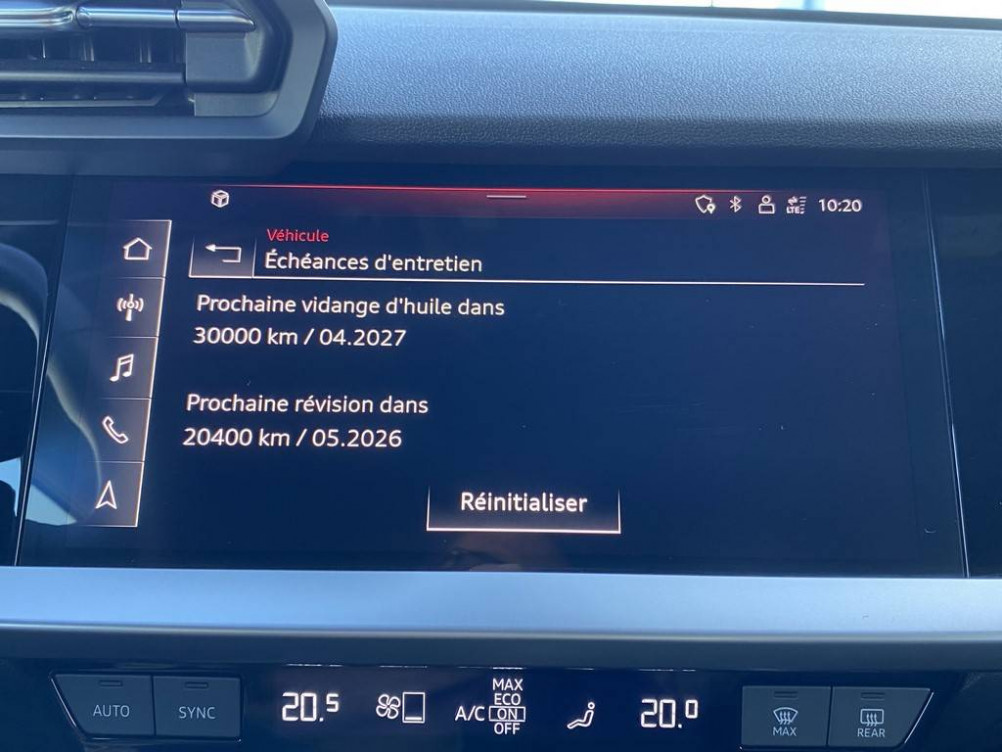 10:20
LTE
Véhicule
Échéances d'entretien
Prochaine vidange d'huile dans
30000 km / 04.2027
Prochaine révision dans
20400 km / 05.2026
Réinitialiser
AUTO
SYNC
20.5
A/C
MAX
ECO
ON
OFF
20.0
MAX
REAR